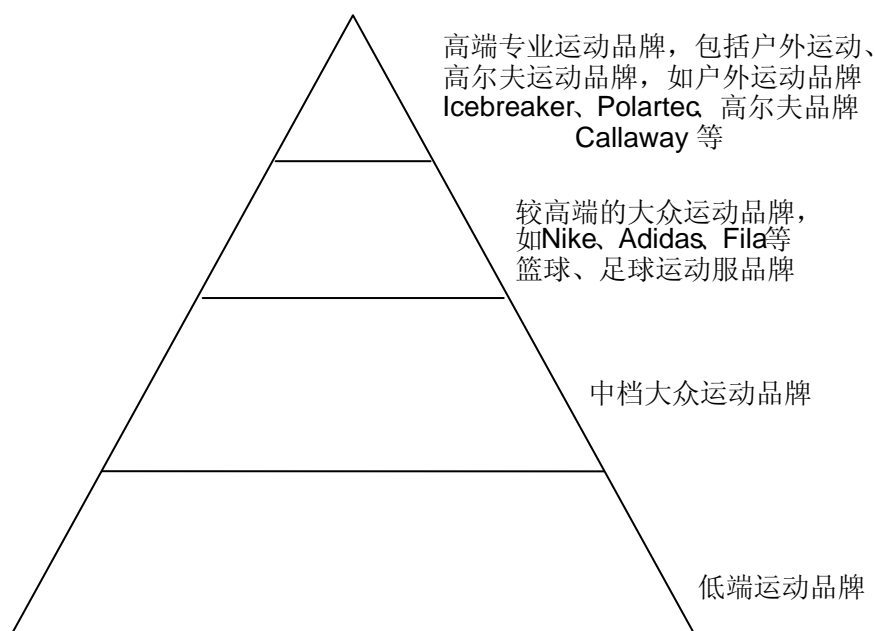 高端专业运动品牌，包括户外运动、
高尔夫运动品牌，如户外运动品牌
Icebreaker、Polartec、高尔夫品牌
Callaway 等
较高端的大众运动品牌，
如Nike、Adidas、Fila等
篮球、足球运动服品牌
中档大众运动品牌
低端运动品牌